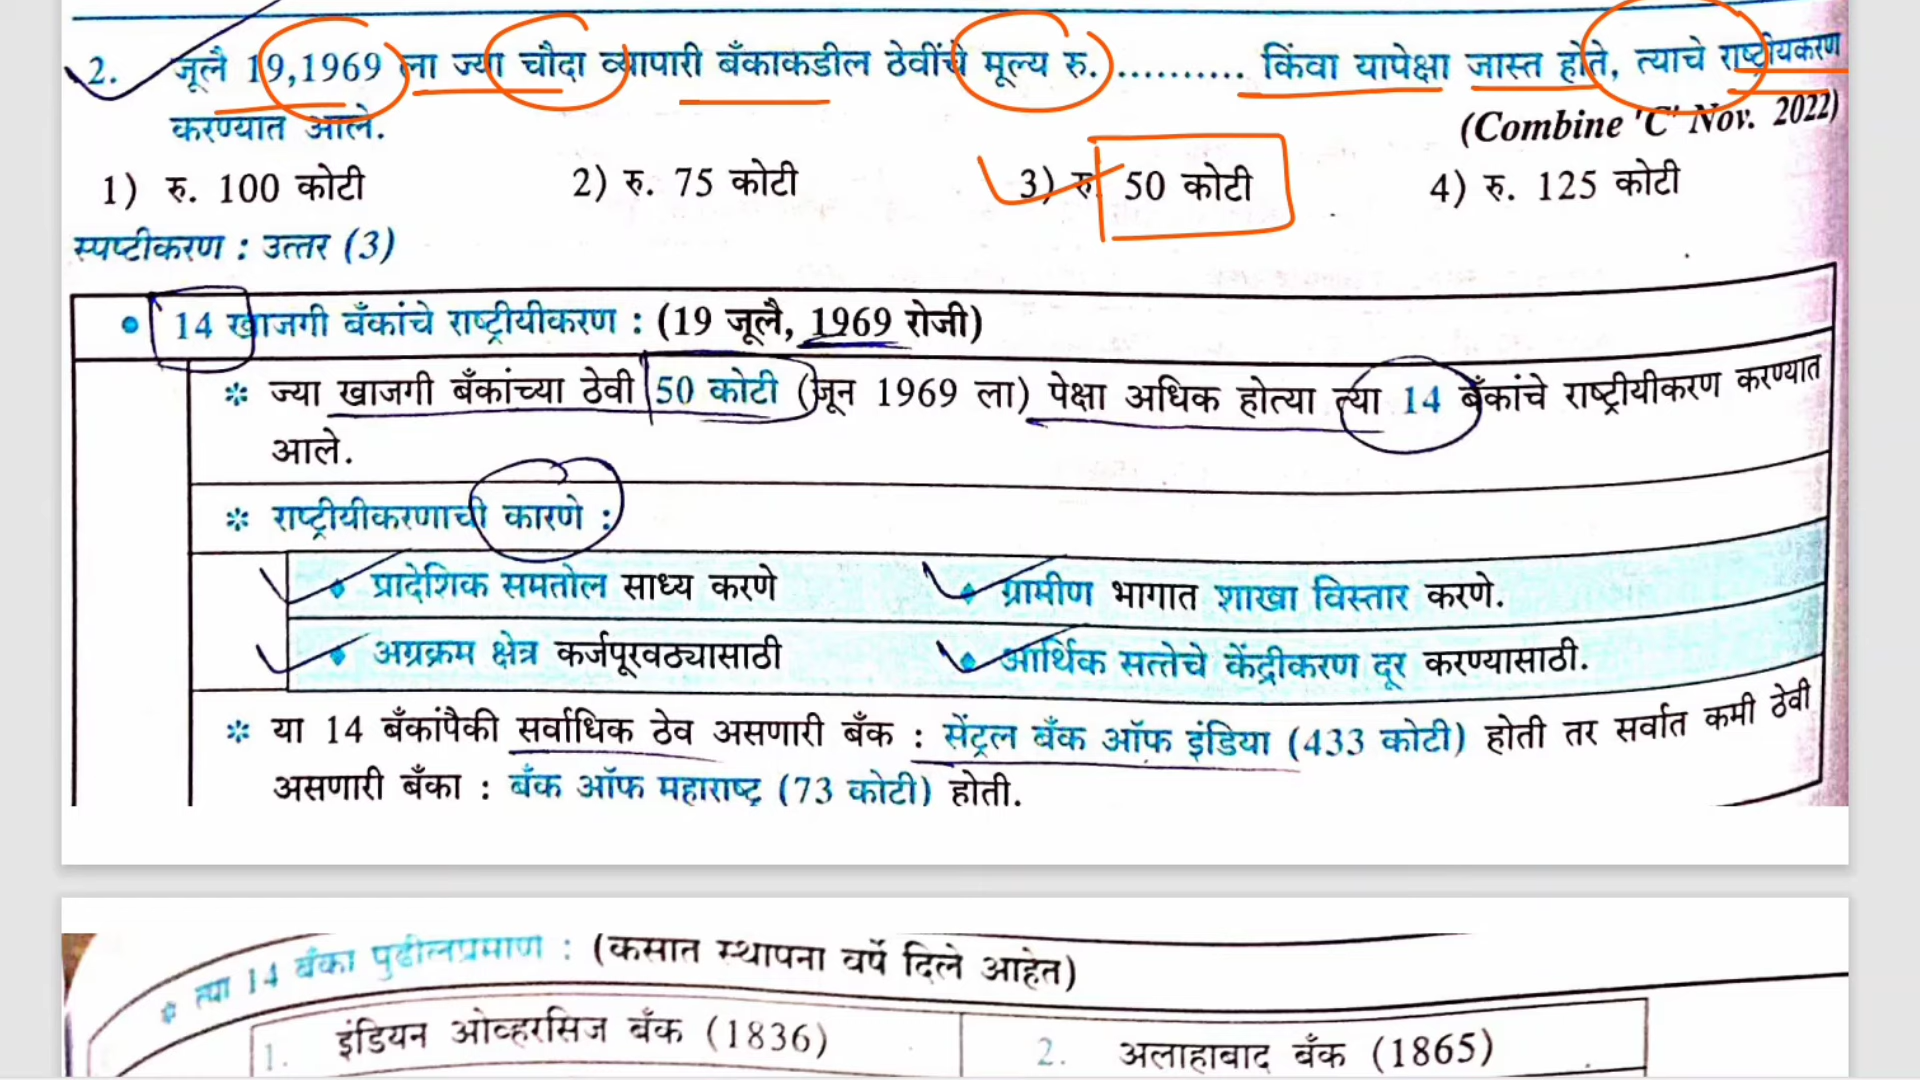 2. जूलै 19,1969 ला ज्या चौदा व्यापारी बँकाकडील ठेवींचे मूल्य रु. .......... किंवा यापेक्षा जास्त होते, त्याचे राष्ट्रीयकरण
करण्यात आले. (Combine 'C' Nov. 2022)
1) रु. 100 कोटी 2) रु. 75 कोटी 3) रु. 50 कोटी 4) रु. 125 कोटी
स्पष्टीकरण : उत्तर (3)
• 14 खाजगी बँकांचे राष्ट्रीयीकरण : (19 जूलै, 1969 रोजी)
* ज्या खाजगी बँकांच्या ठेवी 50 कोटी (जून 1969 ला) पेक्षा अधिक होत्या त्या 14 बँकांचे राष्ट्रीयीकरण करण्यात
आले.
* राष्ट्रीयीकरणाची कारणे :
♦ प्रादेशिक समतोल साध्य करणे ♦ ग्रामीण भागात शाखा विस्तार करणे.
♦ अग्रक्रम क्षेत्र कर्जपूरवठ्यासाठी ♦ आर्थिक सत्तेचे केंद्रीकरण दूर करण्यासाठी.
* या 14 बँकांपैकी सर्वाधिक ठेव असणारी बँक : सेंट्रल बँक ऑफ इंडिया (433 कोटी) होती तर सर्वात कमी ठेवी
असणारी बँका : बँक ऑफ महाराष्ट्र (73 कोटी) होती.
* त्या 14 बँका पुढीलप्रमाणे : (कसात स्थापना वर्षे दिले आहेत)
1. इंडियन ओव्हरसिज बँक (1836) 2. अलाहाबाद बँक (1865)